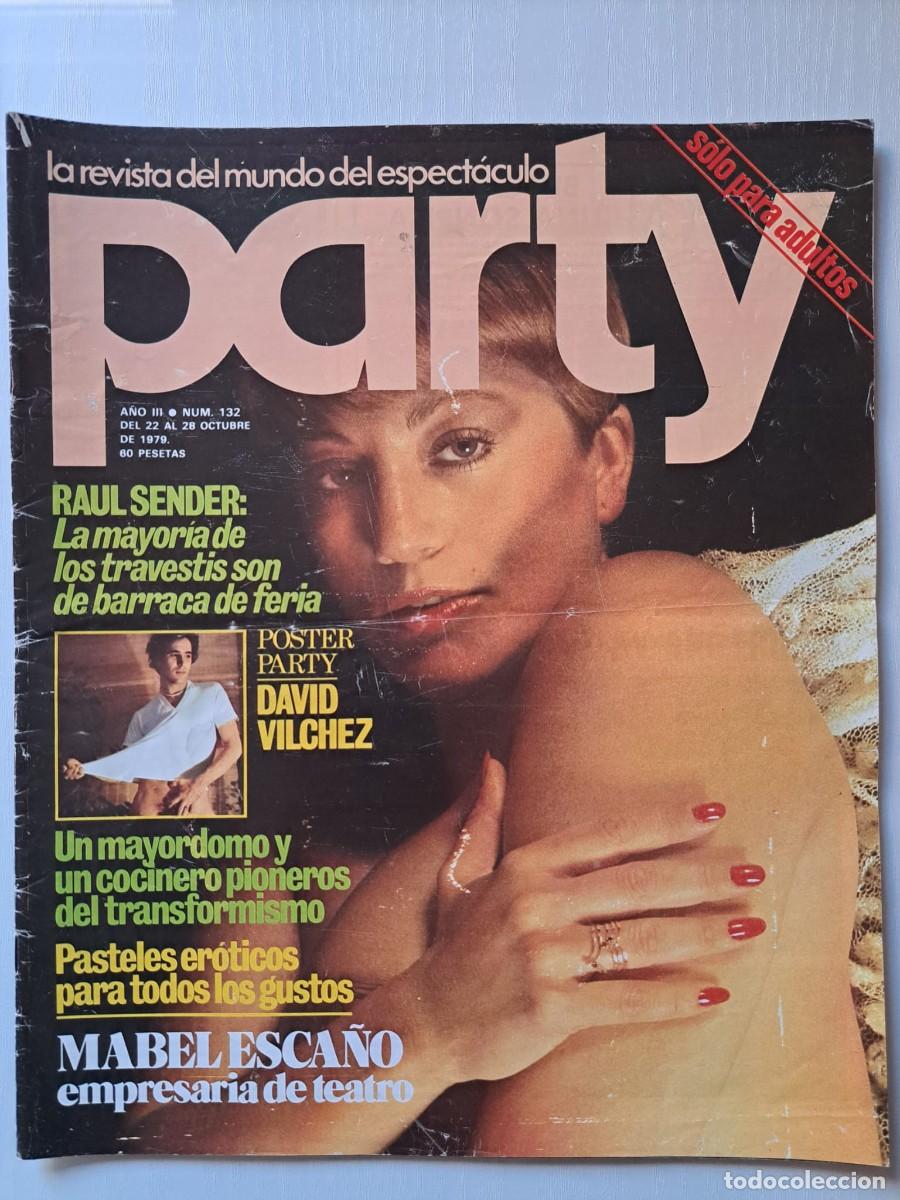 la revista del mundo del espectáculo
party
sólo para adultos
AÑO III ● NUM. 132
DEL 22 AL 28 OCTUBRE
DE 1979.
60 PESETAS
RAUL SENDER:
La mayoría de
los travestis son
de barraca de feria
POSTER
PARTY
DAVID
VILCHEZ
Un mayordomo y
un cocinero pioneros
del transformismo
Pasteles eróticos
para todos los gustos
MABEL ESCAÑO
empresaria de teatro
todocoleccion